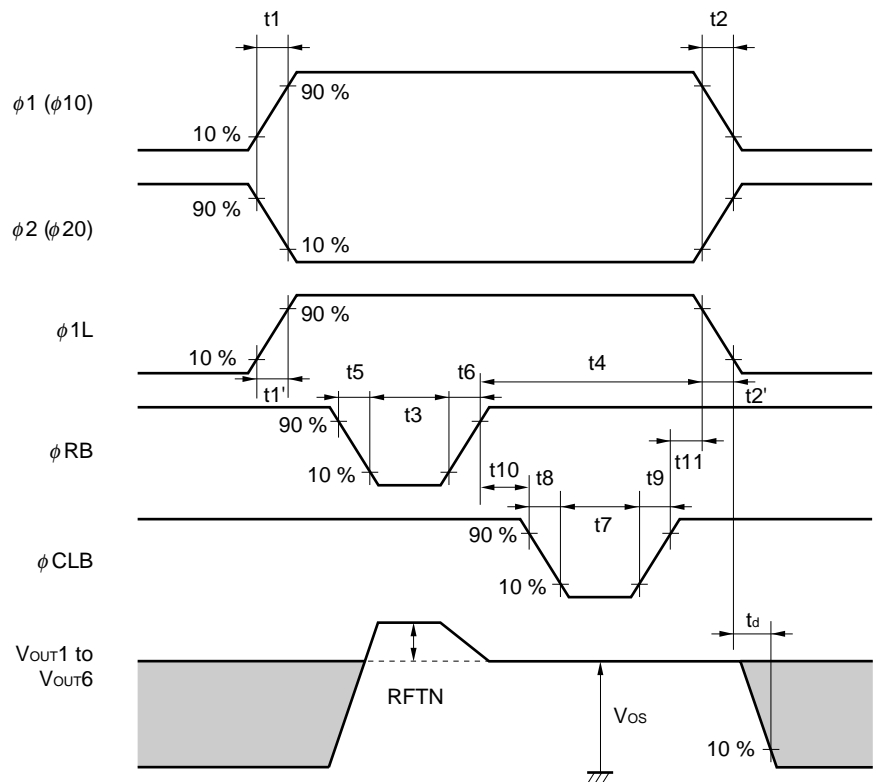 t1 t2
φ1 (φ10) 90 %
10 %
90 %
φ2 (φ20)
10 %
φ1L 90 %
10 %
t5 t6 t4
t1' t3 t2'
90 %
φRB t11
10 % t10
t8 t9
t7
90 %
φCLB
10 %
td
VOUT1 to
VOUT6
RFTN
VOS
10 %